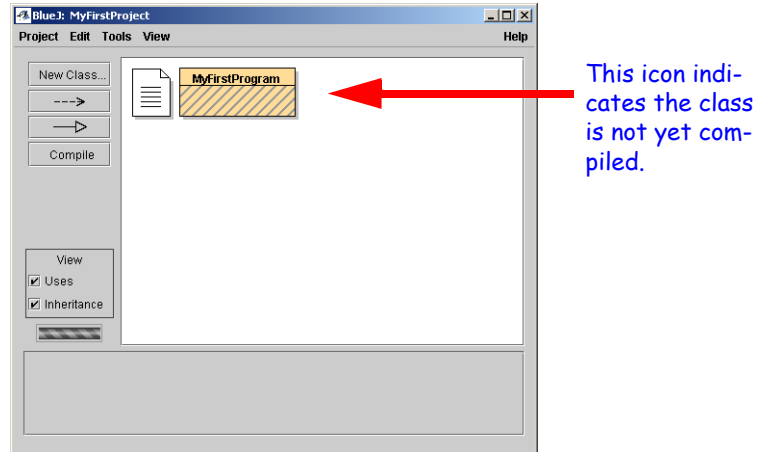 BlueJ: MyFirstProject
Project Edit Tools View Help
New Class...
--->
Compile
MyFirstProgram
View
Uses
Inheritance
This icon indi-
cates the class
is not yet com-
piled.